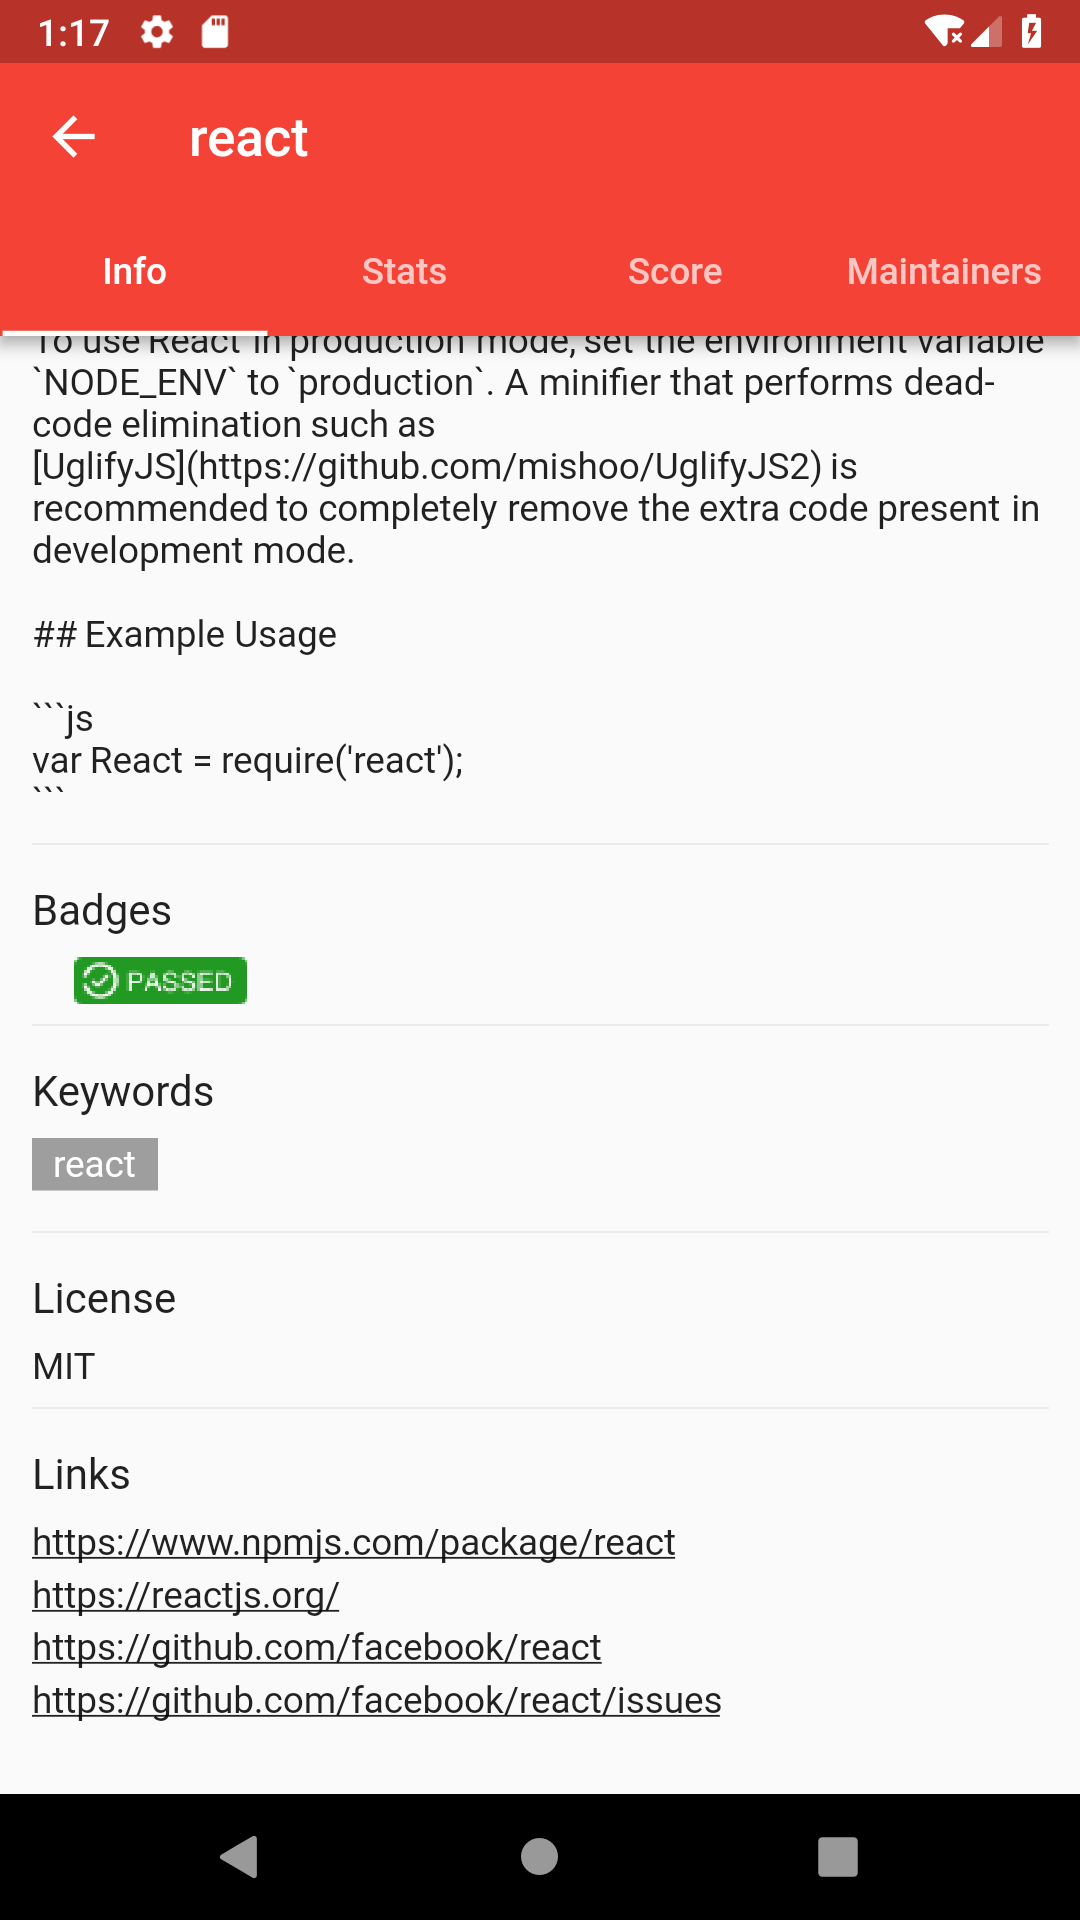 1:17
react
Info Stats Score Maintainers
To use React in production mode, set the environment variable
`NODE_ENV` to `production`. A minifier that performs dead-
code elimination such as
[UglifyJS](https://github.com/mishoo/UglifyJS2) is
recommended to completely remove the extra code present in
development mode.
## Example Usage
```js
var React = require('react');
```
Badges
PASSED
Keywords
react
License
MIT
Links
https://www.npmjs.com/package/react
https://reactjs.org/
https://github.com/facebook/react
https://github.com/facebook/react/issues